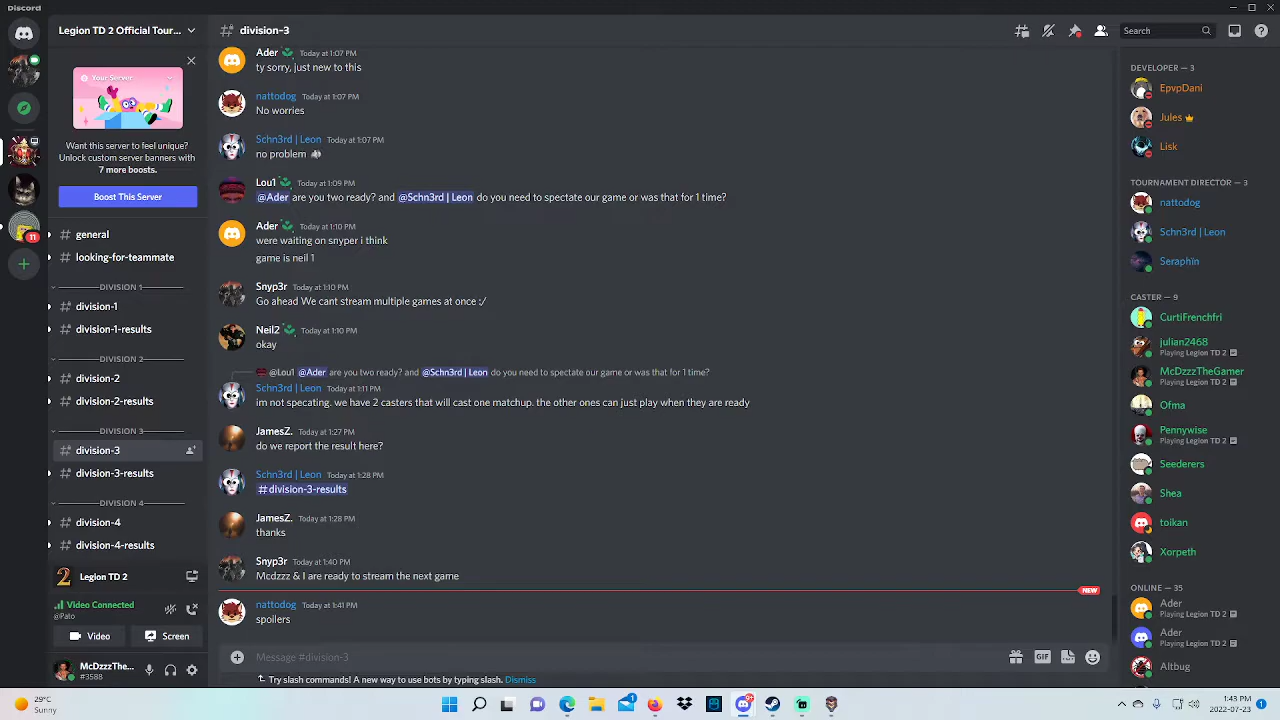 Discord
Legion TD 2 Official Tour...
Your Server
Want this server to feel unique?
Unlock custom server banners with
7 more boosts.
Boost This Server
general
looking-for-teammate
DIVISION 1
division-1
division-1-results
DIVISION 2
division-2
division-2-results
DIVISION 3
division-3
division-3-results
DIVISION 4
division-4
division-4-results
Legion TD 2
Video Connected
@Pato
Video
Screen
McDzzzThe...
#3588
11
division-3
Search
Ader Today at 1:07 PM
ty sorry, just new to this
nattodog Today at 1:07 PM
No worries
Schn3rd | Leon Today at 1:07 PM
no problem
Lou1 Today at 1:09 PM
@Ader are you two ready? and @Schn3rd | Leon do you need to spectate our game or was that for 1 time?
Ader Today at 1:10 PM
were waiting on snyper i think
game is neil 1
Snyp3r Today at 1:10 PM
Go ahead We cant stream multiple games at once :/
Neil2 Today at 1:10 PM
okay
@Lou1 @Ader are you two ready? and @Schn3rd | Leon do you need to spectate our game or was that for 1 time?
Schn3rd | Leon Today at 1:11 PM
im not specating. we have 2 casters that will cast one matchup. the other ones can just play when they are ready
JamesZ. Today at 1:27 PM
do we report the result here?
Schn3rd | Leon Today at 1:28 PM
#division-3-results
JamesZ. Today at 1:28 PM
thanks
Snyp3r Today at 1:40 PM
Mcdzzz & I are ready to stream the next game
NEW
nattodog Today at 1:41 PM
spoilers
Message #division-3
GIF
Try slash commands! A new way to use bots by typing slash. Dismiss
DEVELOPER — 3
EpvpDani
Jules
Lisk
TOURNAMENT DIRECTOR — 3
nattodog
Schn3rd | Leon
Seraphin
CASTER — 9
CurtiFrenchfri
julian2468
Playing Legion TD 2
McDzzzTheGamer
Playing Legion TD 2
Ofma
Pennywise
Playing Legion TD 2
Seederers
Shea
toikan
Xorpeth
ONLINE — 35
Ader
Playing Legion TD 2
Ader
Playing Legion TD 2
Altbug
29°C
Sunny
1:43 PM
2022-07-23